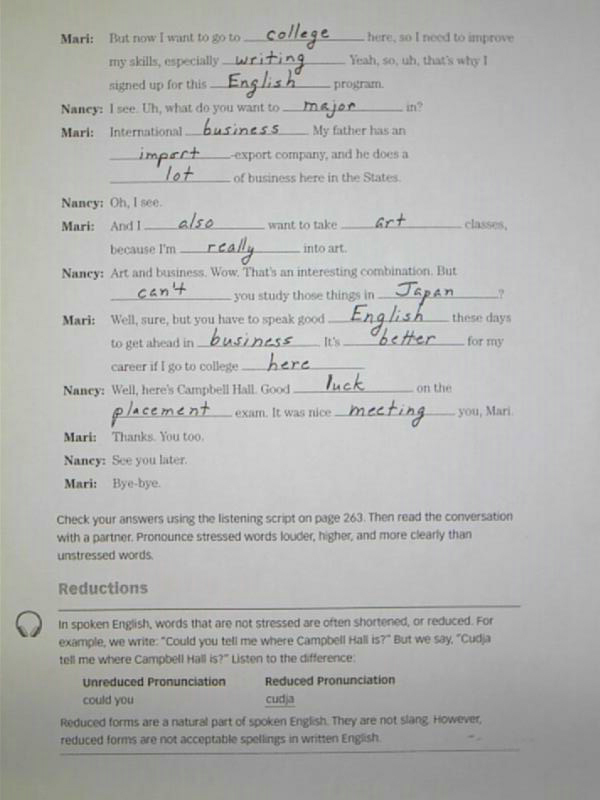 Mari: But now I want to go to college here, so I need to improve
my skills, especially writing. Yeah, so, uh, that's why I
signed up for this English program.
Nancy: I see. Uh, what do you want to major in?
Mari: International business. My father has an
import-export company, and he does a
lot of business here in the States.
Nancy: Oh, I see.
Mari: And I also want to take art classes,
because I'm really into art.
Nancy: Art and business. Wow. That's an interesting combination. But
can't you study those things in Japan?
Mari: Well, sure, but you have to speak good English these days
to get ahead in business. It's better for my
career if I go to college here
Nancy: Well, here's Campbell Hall. Good luck on the
placement exam. It was nice meeting you, Mari.
Mari: Thanks. You too.
Nancy: See you later.
Mari: Bye-bye.
Check your answers using the listening script on page 263. Then read the conversation
with a partner. Pronounce stressed words louder, higher, and more clearly than
unstressed words.
Reductions
In spoken English, words that are not stressed are often shortened, or reduced. For
example, we write: "Could you tell me where Campbell Hall is?" But we say, "Cudja
tell me where Campbell Hall is?" Listen to the difference:
Unreduced Pronunciation Reduced Pronunciation
could you cudja
Reduced forms are a natural part of spoken English. They are not slang. However,
reduced forms are not acceptable spellings in written English.